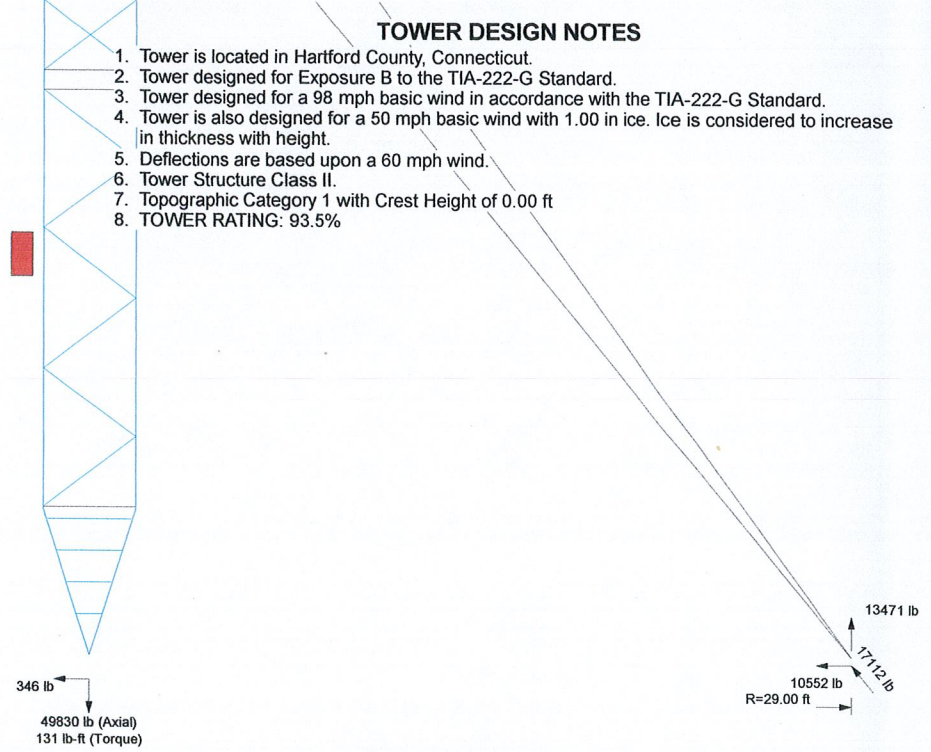 TOWER DESIGN NOTES
1. Tower is located in Hartford County, Connecticut.
2. Tower designed for Exposure B to the TIA-222-G Standard.
3. Tower designed for a 98 mph basic wind in accordance with the TIA-222-G Standard.
4. Tower is also designed for a 50 mph basic wind with 1.00 in ice. Ice is considered to increase
in thickness with height.
5. Deflections are based upon a 60 mph wind.
6. Tower Structure Class II.
7. Topographic Category 1 with Crest Height of 0.00 ft
8. TOWER RATING: 93.5%
13471 lb
17112 lb
10552 lb
R=29.00 ft
346 lb
49830 lb (Axial)
131 lb-ft (Torque)